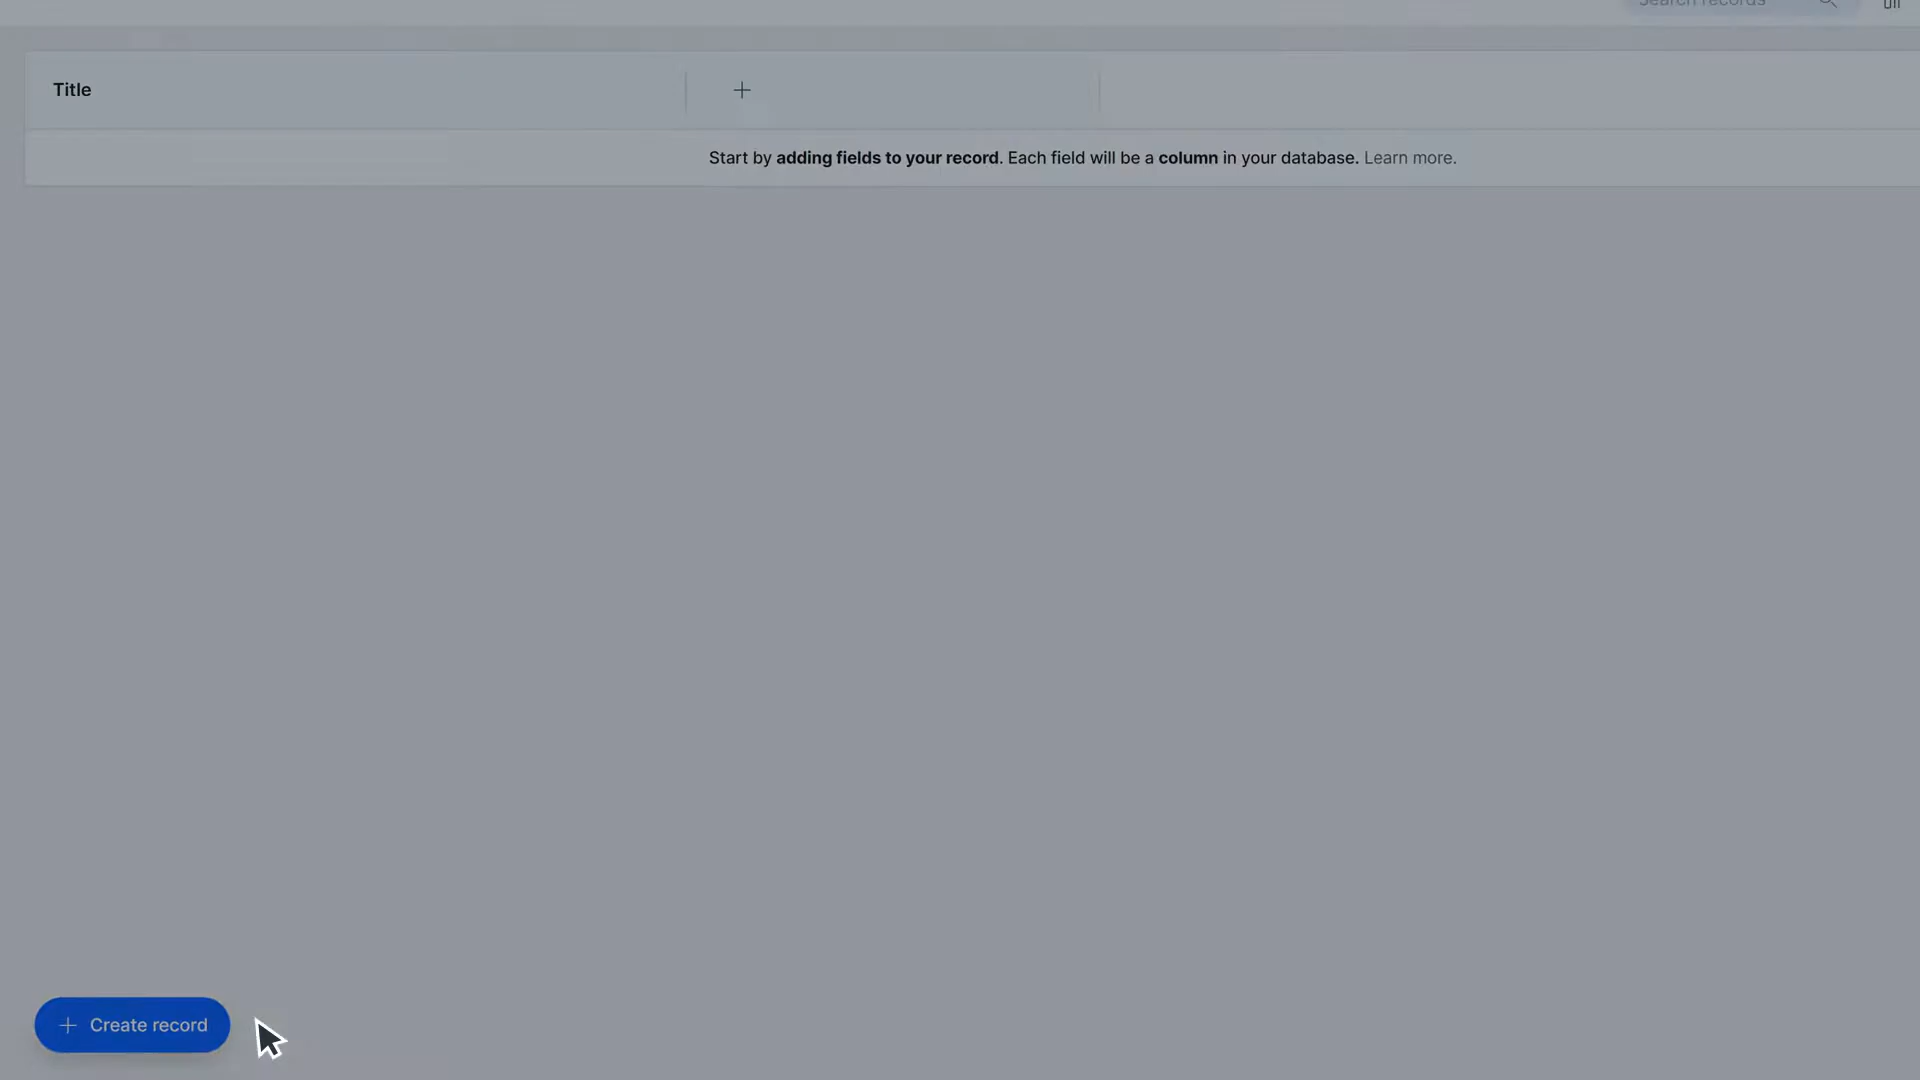 Search records
Title
Start by adding fields to your record. Each field will be a column in your database. Learn more.
Create record